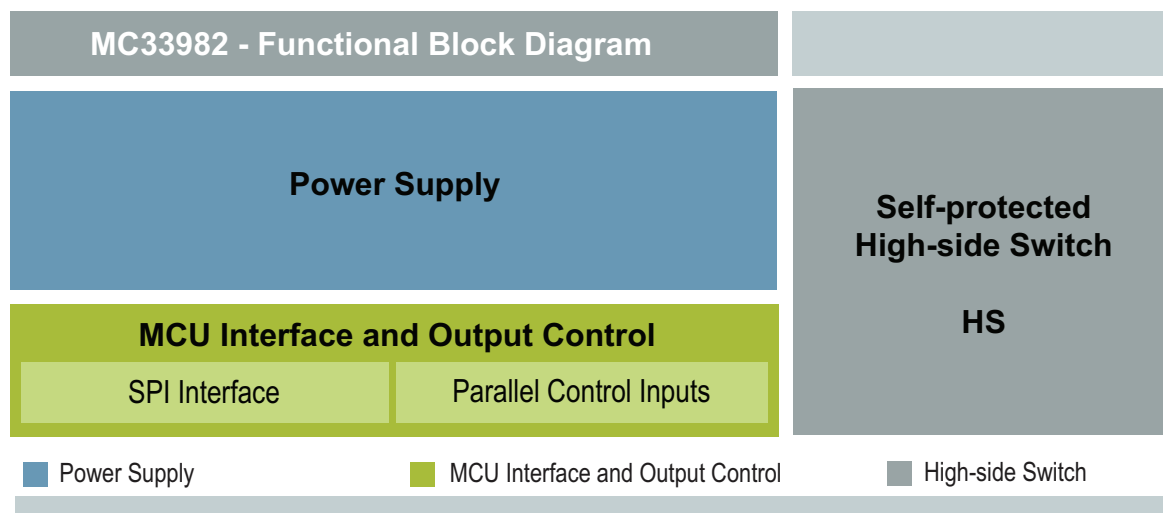 MC33982 - Functional Block Diagram
Power Supply
Self-protected
High-side Switch
HS
MCU Interface and Output Control
SPI Interface
Parallel Control Inputs
Power Supply
MCU Interface and Output Control
High-side Switch